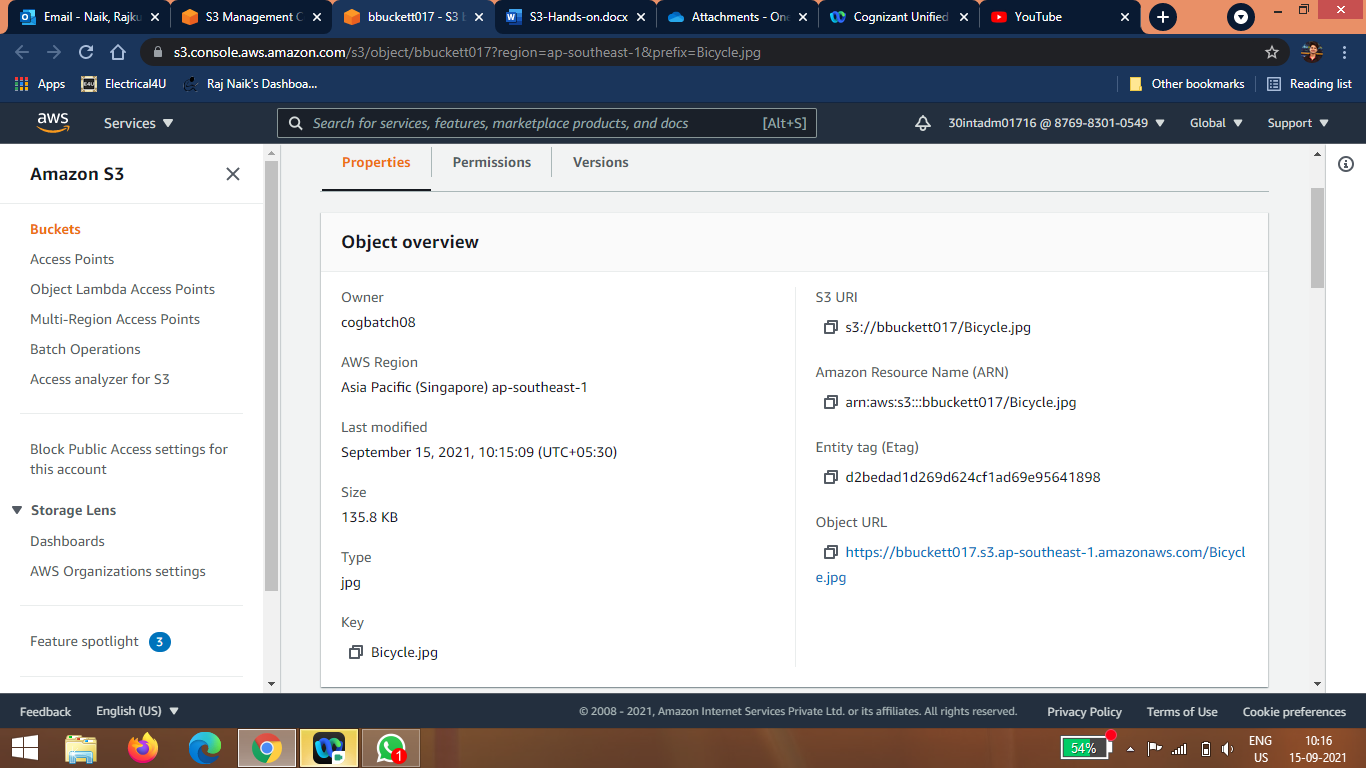 Email - Naik, Rajku
S3 Management C
bbuckett017 - S3 b
S3-Hands-on.docx
Attachments - One
Cognizant Unified
YouTube
s3.console.aws.amazon.com/s3/object/bbuckett017?region=ap-southeast-1&prefix=Bicycle.jpg
Apps
Electrical4U
Raj Naik's Dashboa...
Other bookmarks
Reading list
aws
Services
Search for services, features, marketplace products, and docs
[Alt+S]
30intadm01716 @ 8769-8301-0549
Global
Support
Amazon S3
Buckets
Access Points
Object Lambda Access Points
Multi-Region Access Points
Batch Operations
Access analyzer for S3
Block Public Access settings for
this account
Storage Lens
Dashboards
AWS Organizations settings
Feature spotlight
3
Properties
Permissions
Versions
Object overview
Owner
cogbatch08
AWS Region
Asia Pacific (Singapore) ap-southeast-1
Last modified
September 15, 2021, 10:15:09 (UTC+05:30)
Size
135.8 KB
Type
jpg
Key
Bicycle.jpg
S3 URI
s3://bbuckett017/Bicycle.jpg
Amazon Resource Name (ARN)
arn:aws:s3:::bbuckett017/Bicycle.jpg
Entity tag (Etag)
d2bedad1d269d624cf1ad69e95641898
Object URL
https://bbuckett017.s3.ap-southeast-1.amazonaws.com/Bicycl
e.jpg
Feedback
English (US)
© 2008 - 2021, Amazon Internet Services Private Ltd. or its affiliates. All rights reserved.
Privacy Policy
Terms of Use
Cookie preferences
1
54%
ENG
US
10:16
15-09-2021